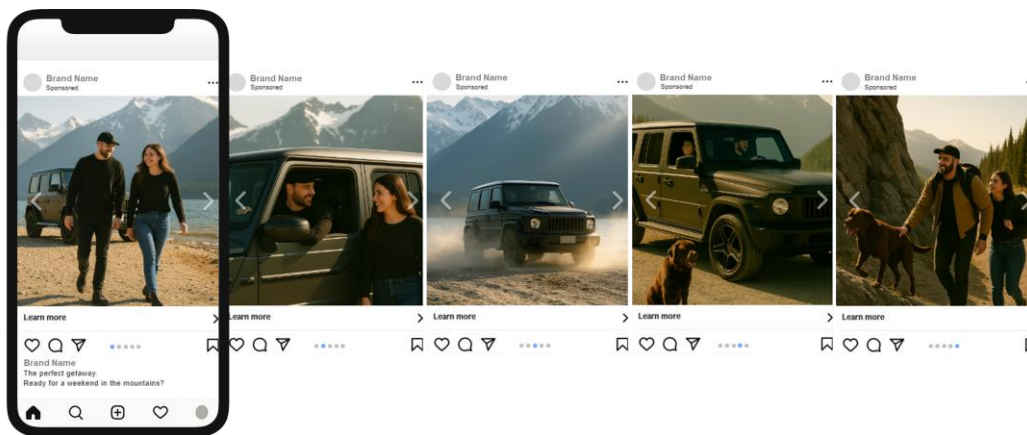 Brand Name
Sponsored
Learn more
Brand Name
The perfect getaway.
Ready for a weekend in the mountains?
Brand Name
Sponsored
Learn more
Brand Name
Sponsored
Learn more
Brand Name
Sponsored
Learn more
Brand Name
Sponsored
Learn more